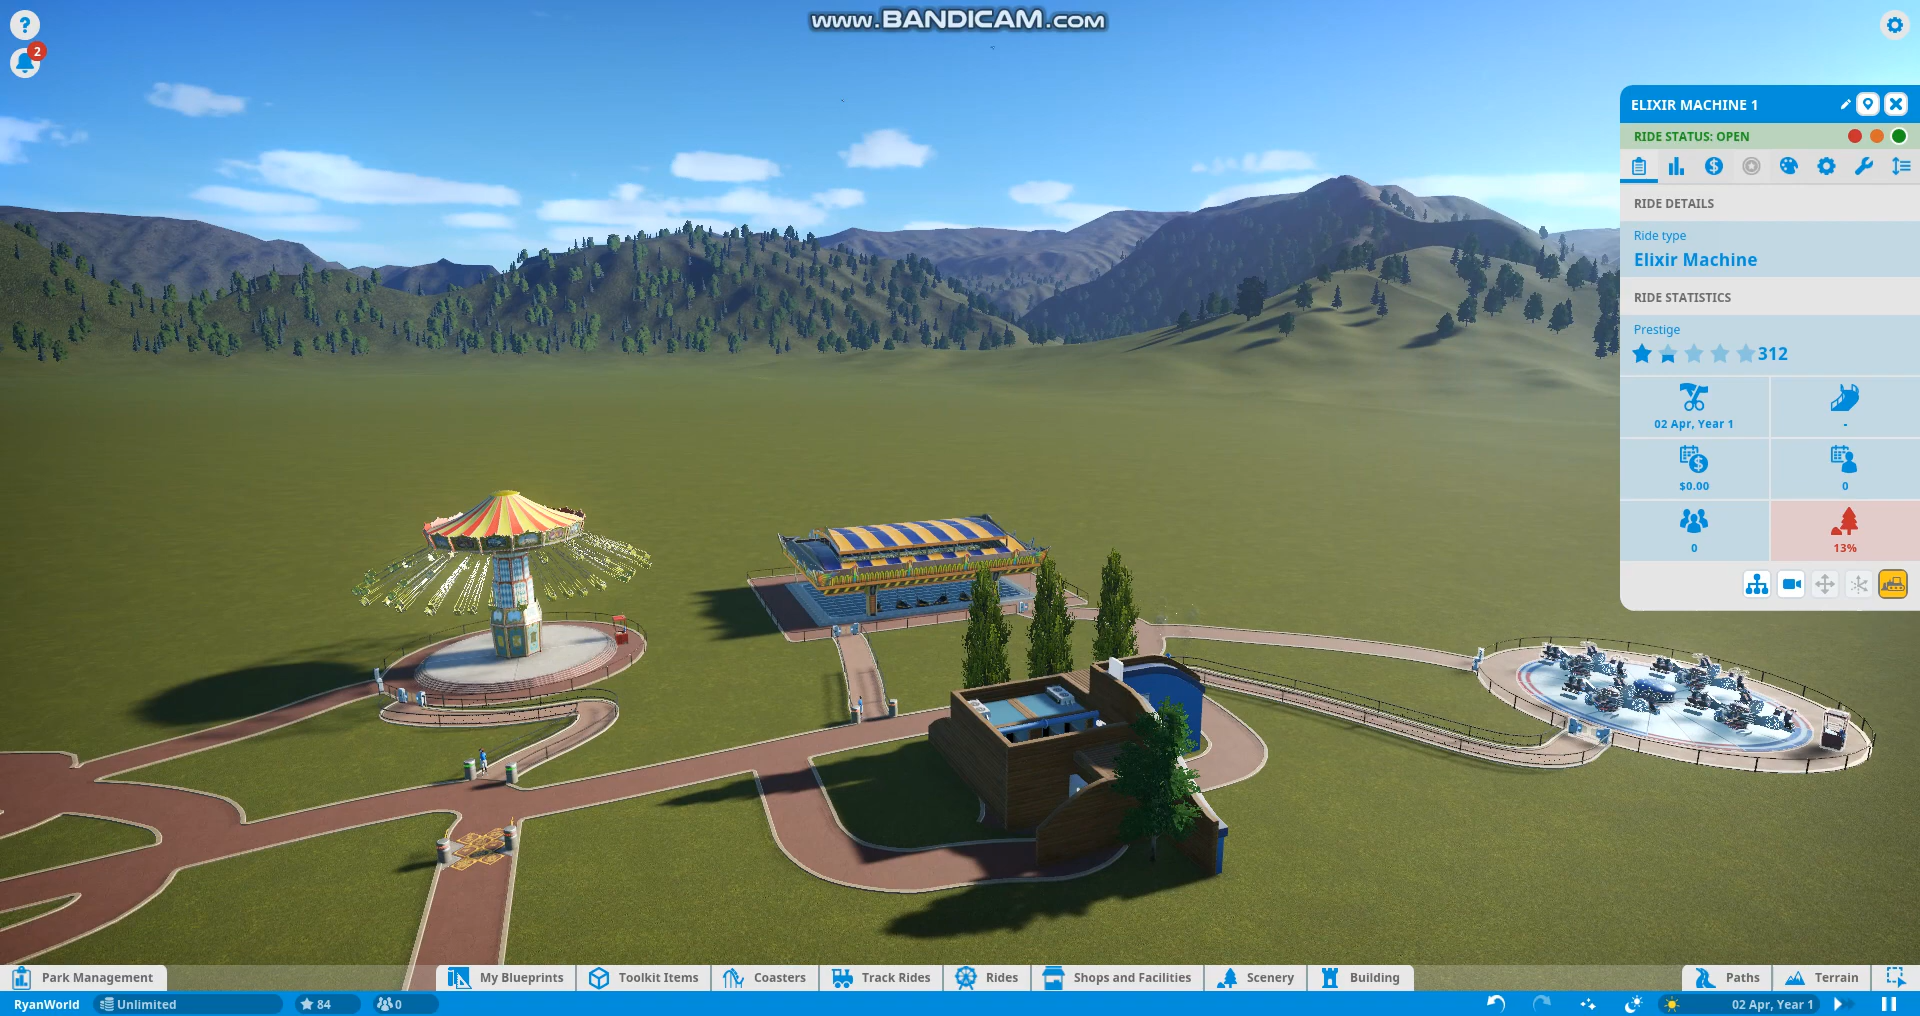 www.BANDICAM.com
?
2
ELIXIR MACHINE 1
RIDE STATUS: OPEN
RIDE DETAILS
Ride type
Elixir Machine
RIDE STATISTICS
Prestige
312
02 Apr, Year 1
-
$0.00
0
0
13%
Park Management
My Blueprints
Toolkit Items
Coasters
Track Rides
Rides
Shops and Facilities
Scenery
Building
Paths
Terrain
RyanWorld
Unlimited
84
0
02 Apr, Year 1